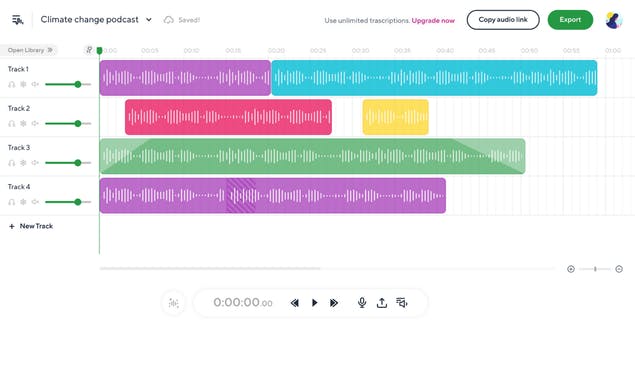 Climate change podcast
Saved!
Use unlimited trascriptions. Upgrade now
Copy audio link
Export
Open Library
00:00 00:05 00:10 00:15 00:20 00:25 00:30 00:35 00:40 00:45 00:50 00:55 00:00
Track 1
Track 2
Track 3
Track 4
+ New Track
0:00:00.00